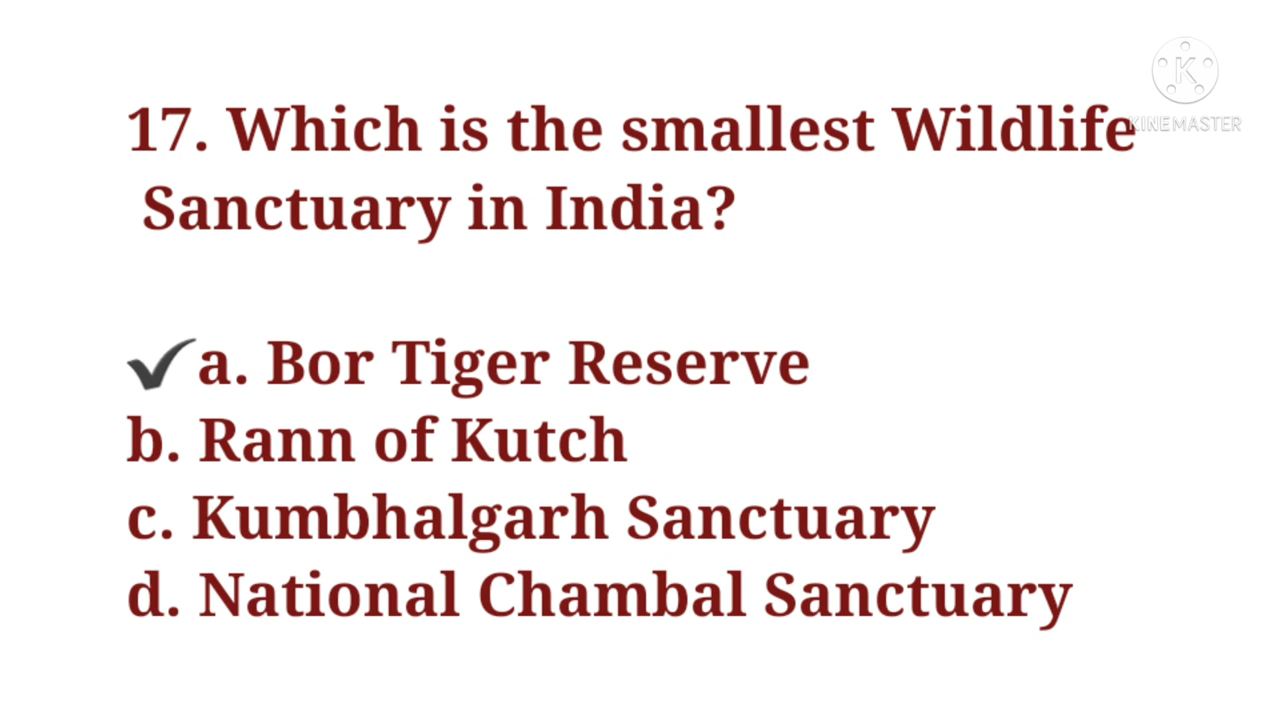 K
KINEMASTER
17. Which is the smallest Wildlife
Sanctuary in India?
✔a. Bor Tiger Reserve
b. Rann of Kutch
c. Kumbhalgarh Sanctuary
d. National Chambal Sanctuary